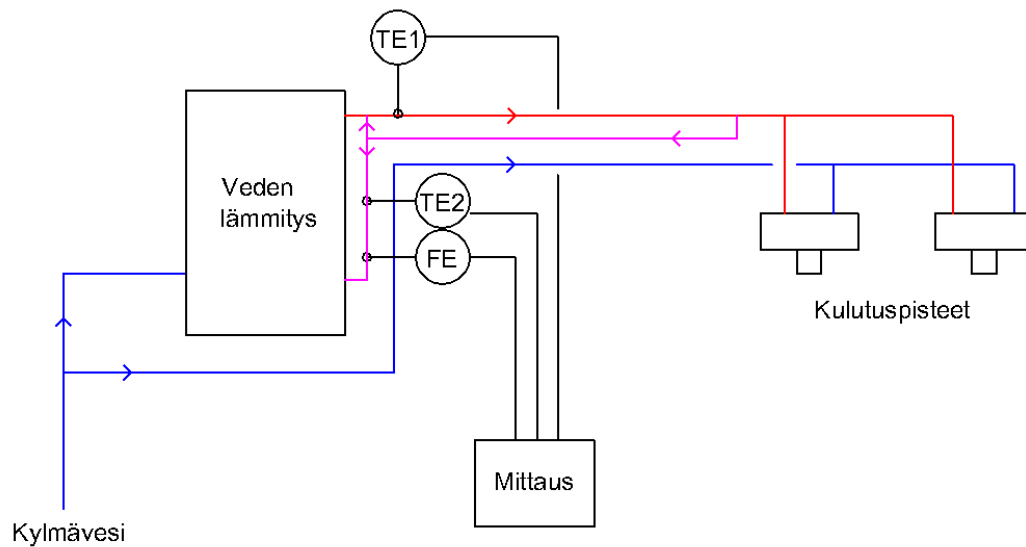 TE1
Veden
lämmitys
TE2
FE
Kulutuspisteet
Mittaus
Kylmävesi